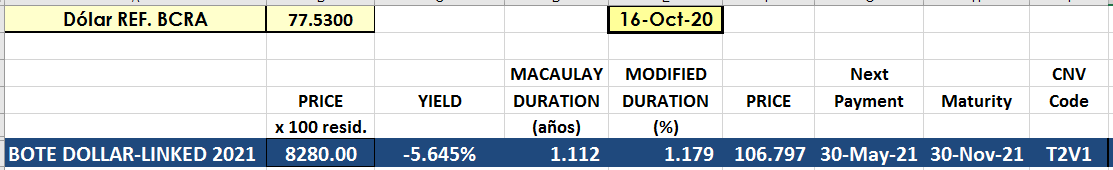 Dólar REF. BCRA 77.5300 16-Oct-20
MACAULAY MODIFIED Next CNV
PRICE YIELD DURATION DURATION PRICE Payment Maturity Code
x 100 resid. (años) (%)
BOTE DOLLAR-LINKED 2021 8280.00 -5.645% 1.112 1.179 106.797 30-May-21 30-Nov-21 T2V1